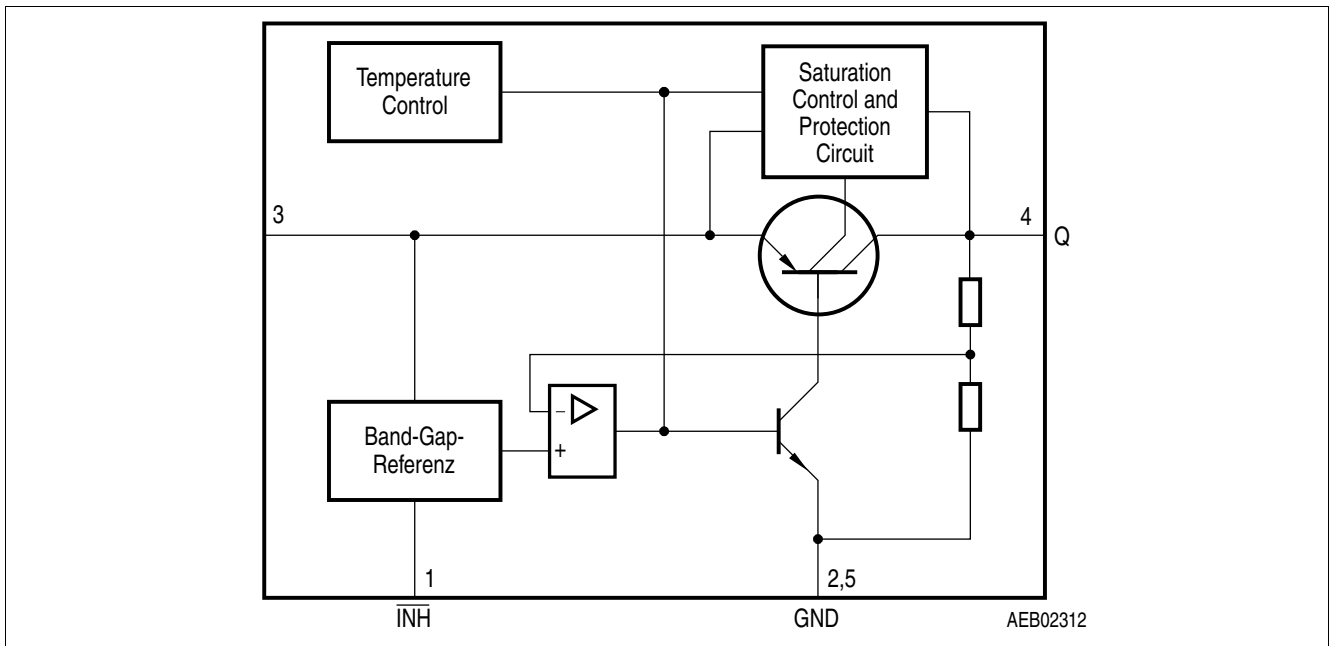 Temperature
Control
Saturation
Control and
Protection
Circuit
3
4
Q
Band-Gap-
Referenz
−
+
1
2,5
INH
GND
AEB02312